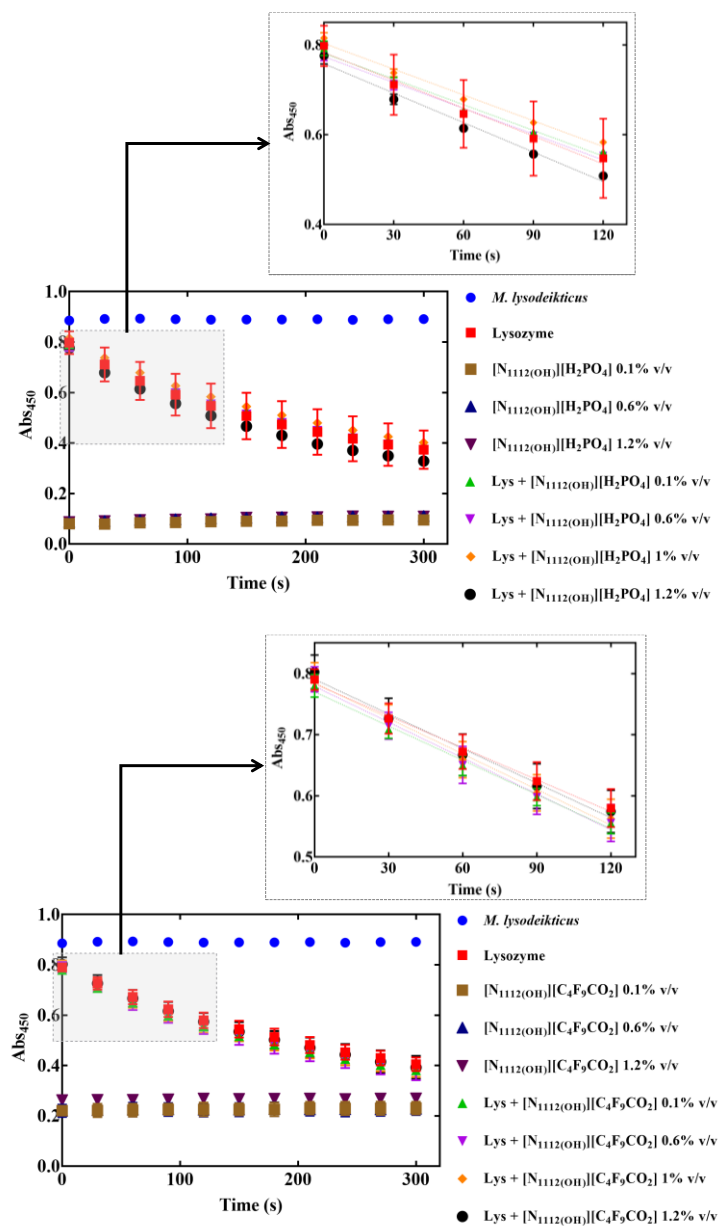 0.8
0.6
0.4
Abs450
0 30 60 90 120
Time (s)
1.0
0.8
0.6
0.4
0.2
0.0
Abs450
0 100 200 300
Time (s)
M. lysodeikticus
Lysozyme
[N1112(OH)][H2PO4] 0.1% v/v
[N1112(OH)][H2PO4] 0.6% v/v
[N1112(OH)][H2PO4] 1.2% v/v
Lys + [N1112(OH)][H2PO4] 0.1% v/v
Lys + [N1112(OH)][H2PO4] 0.6% v/v
Lys + [N1112(OH)][H2PO4] 1% v/v
Lys + [N1112(OH)][H2PO4] 1.2% v/v
0.8
0.7
0.6
0.5
Abs450
0 30 60 90 120
Time (s)
1.0
0.8
0.6
0.4
0.2
0.0
Abs450
0 100 200 300
Time (s)
M. lysodeikticus
Lysozyme
[N1112(OH)][C4F9CO2] 0.1% v/v
[N1112(OH)][C4F9CO2] 0.6% v/v
[N1112(OH)][C4F9CO2] 1.2% v/v
Lys + [N1112(OH)][C4F9CO2] 0.1% v/v
Lys + [N1112(OH)][C4F9CO2] 0.6% v/v
Lys + [N1112(OH)][C4F9CO2] 1% v/v
Lys + [N1112(OH)][C4F9CO2] 1.2% v/v